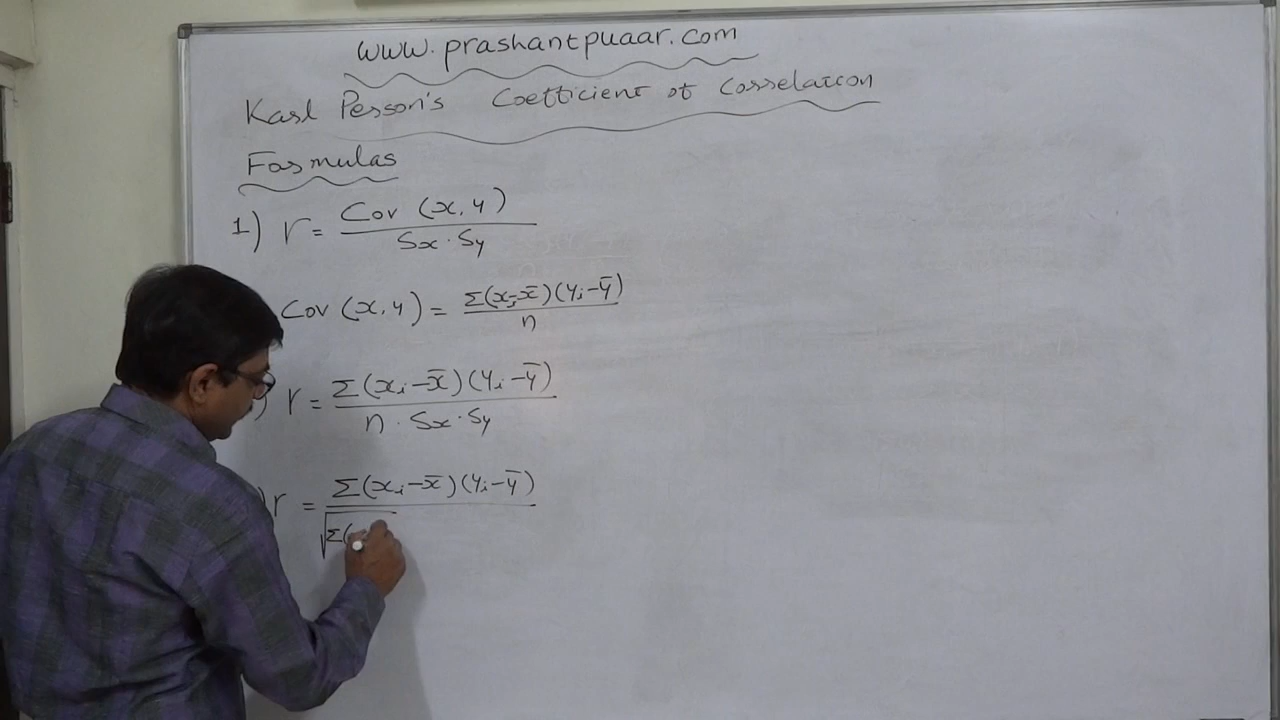 www.prashantpuaar.com
Karl Person's Coefficient of Correlaicon
Formulas
1) r = Cov (x, y) / Sx · Sy
Cov (x, y) = Σ(xi-x̄)(yi-ȳ) / n
) r = Σ(xi-x̄)(yi-ȳ) / n · Sx · Sy
) r = Σ(xi-x̄)(yi-ȳ) / √Σ(